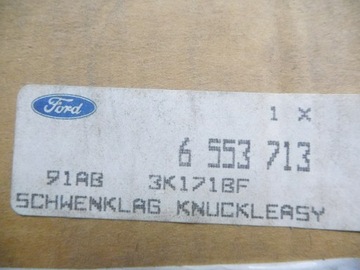 Ford
1 X
6 553 713
91AB 3K171BF
SCHWENKLAG KNUCKLEASY